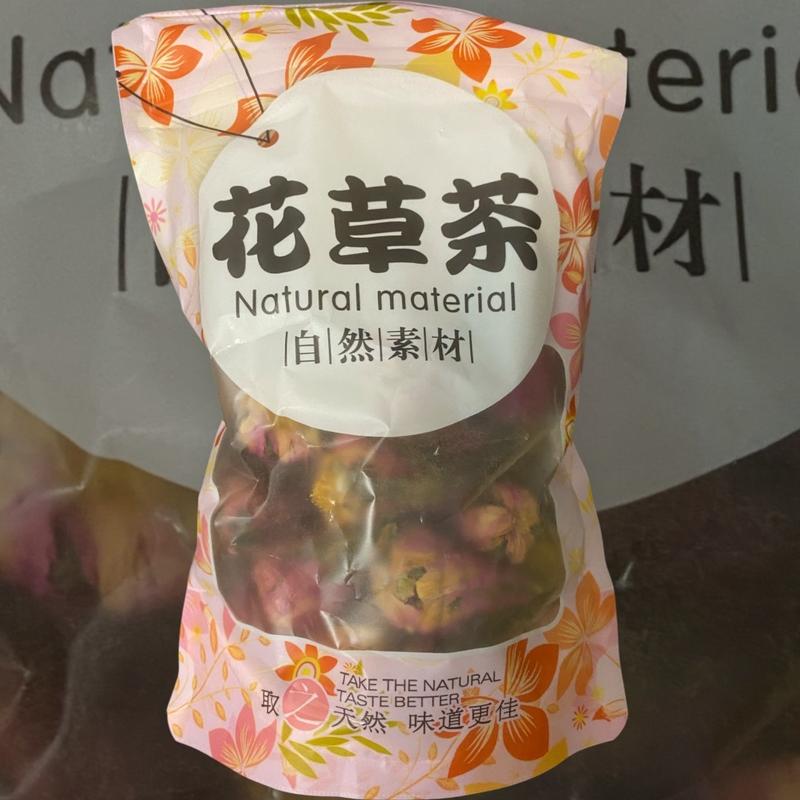 花草茶
Natural material
自然素材
TAKE THE NATURAL
TASTE BETTER
取之天然 味道更佳